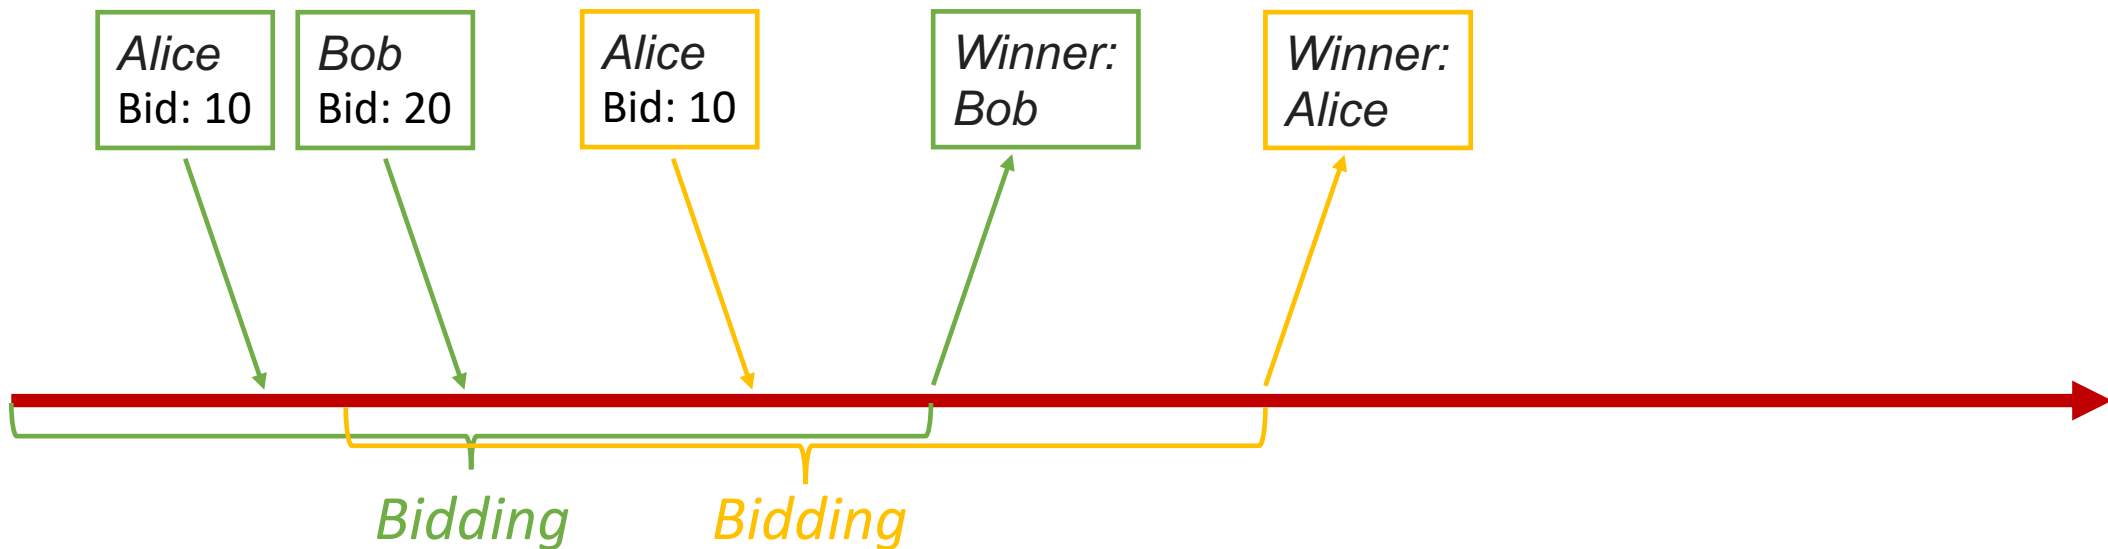 Alice
Bid: 10
Bob
Bid: 20
Alice
Bid: 10
Winner:
Bob
Winner:
Alice
Bidding
Bidding